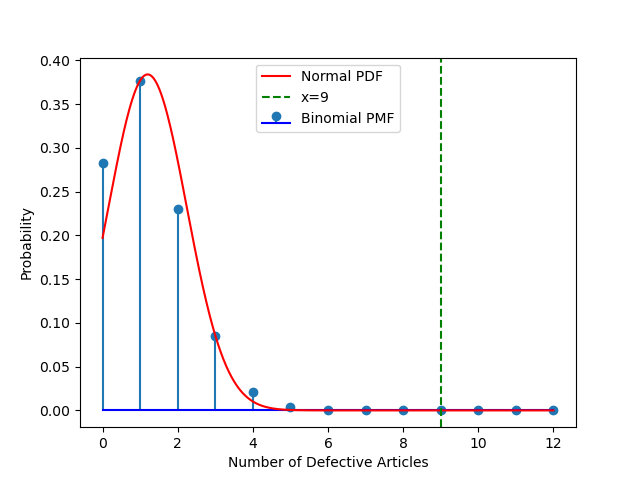 0.40
0.35
0.30
0.25
0.20
0.15
0.10
0.05
0.00
Probability
Normal PDF
x=9
Binomial PMF
0 2 4 6 8 10 12
Number of Defective Articles